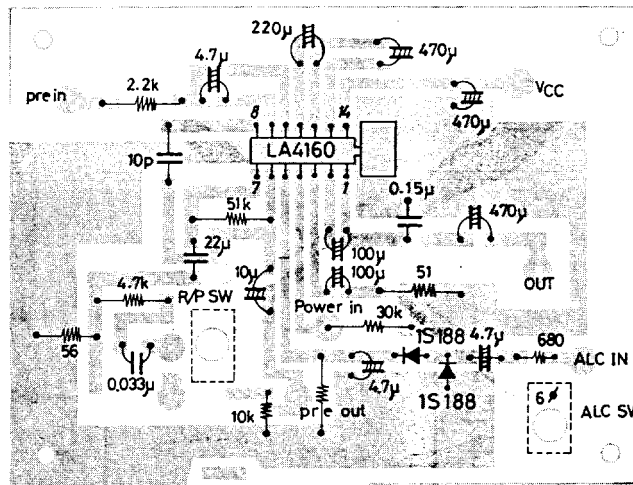 220μ
4.7μ
470μ
2.2k
pre in
VCC
470μ
8
14
LA4160
10p
7
1
0.15μ
51k
470μ
22μ
100μ
10μ
100μ
4.7k
R/P SW
51
OUT
Power in
30k
1S188
4.7μ
680
56
ALC IN
0.033μ
4.7μ
1S188
pre out
10k
6
ALC SW